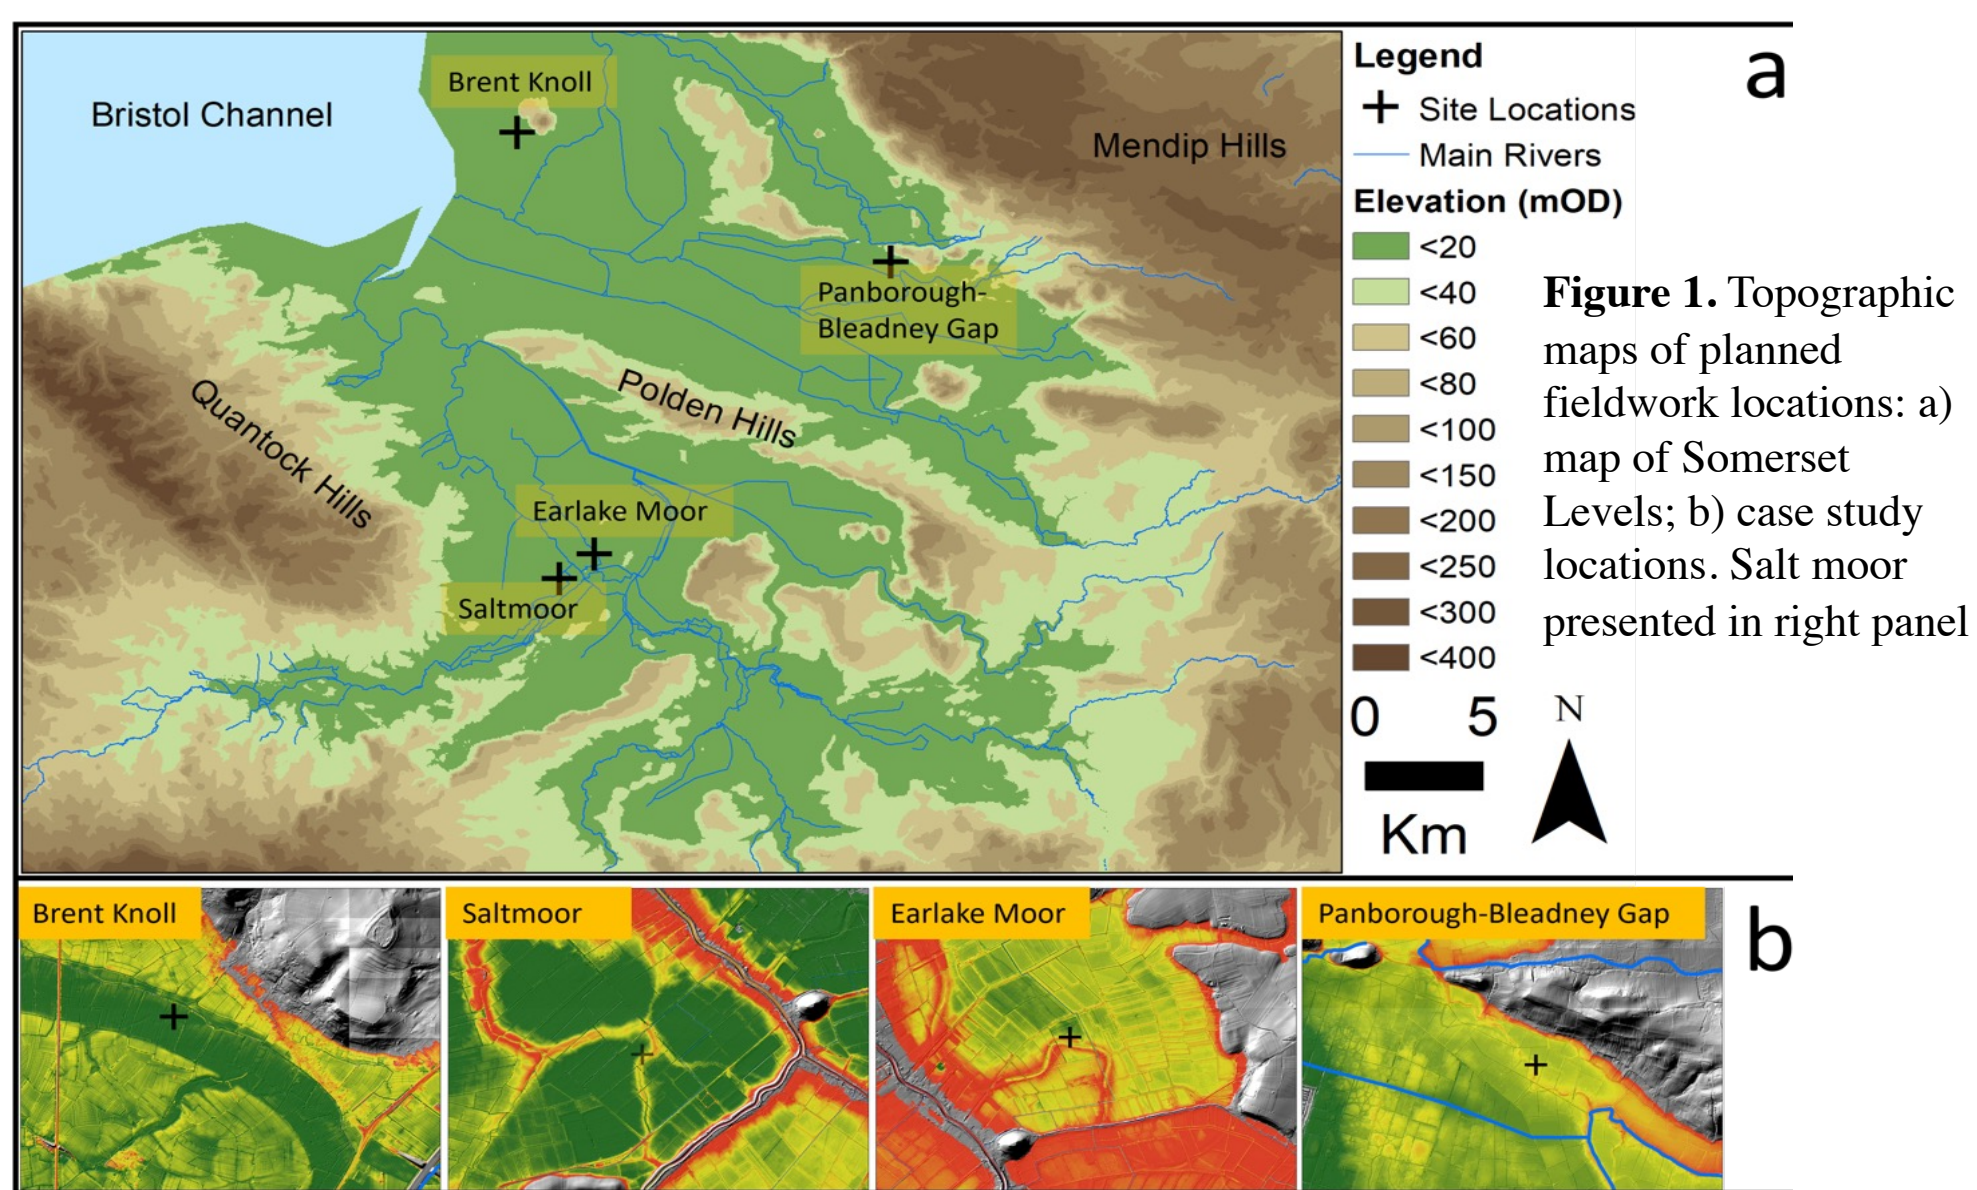 Bristol Channel
Brent Knoll
Mendip Hills
Panborough-
Bleadney Gap
Polden Hills
Quantock Hills
Earlake Moor
Saltmoor
Legend
Site Locations
Main Rivers
Elevation (mOD)
<20
<40
<60
<80
<100
<150
<200
<250
<300
<400
0 5
Km
N
a
Figure 1. Topographic
maps of planned
fieldwork locations: a)
map of Somerset
Levels; b) case study
locations. Salt moor
presented in right panel
Brent Knoll
Saltmoor
Earlake Moor
Panborough-Bleadney Gap
b